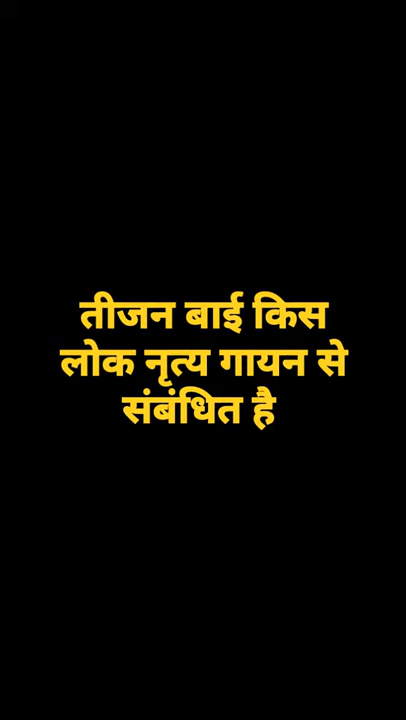 तीजन बाई किस
लोक नृत्य गायन से
संबंधित है